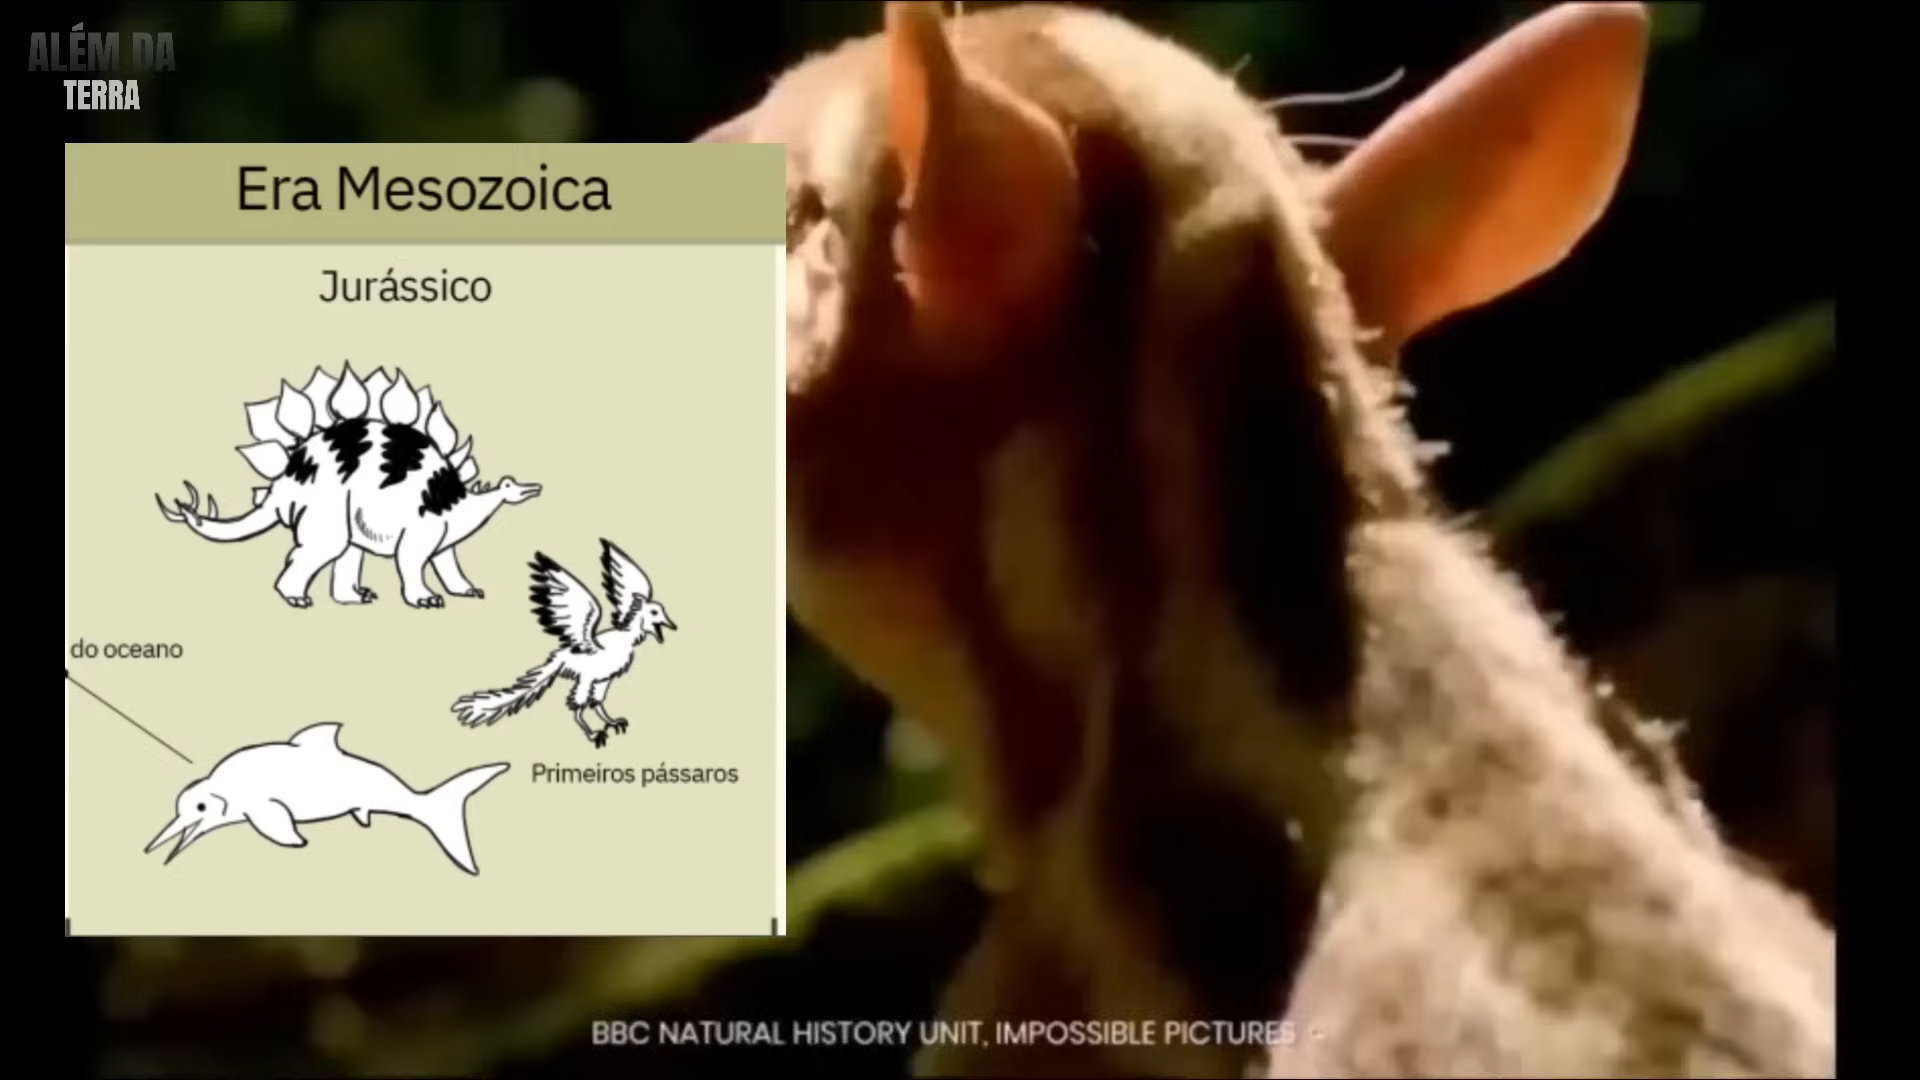 ALÉM DA
TERRA
Era Mesozoica
Jurássico
do oceano
Primeiros pássaros
BBC NATURAL HISTORY UNIT, IMPOSSIBLE PICTURES